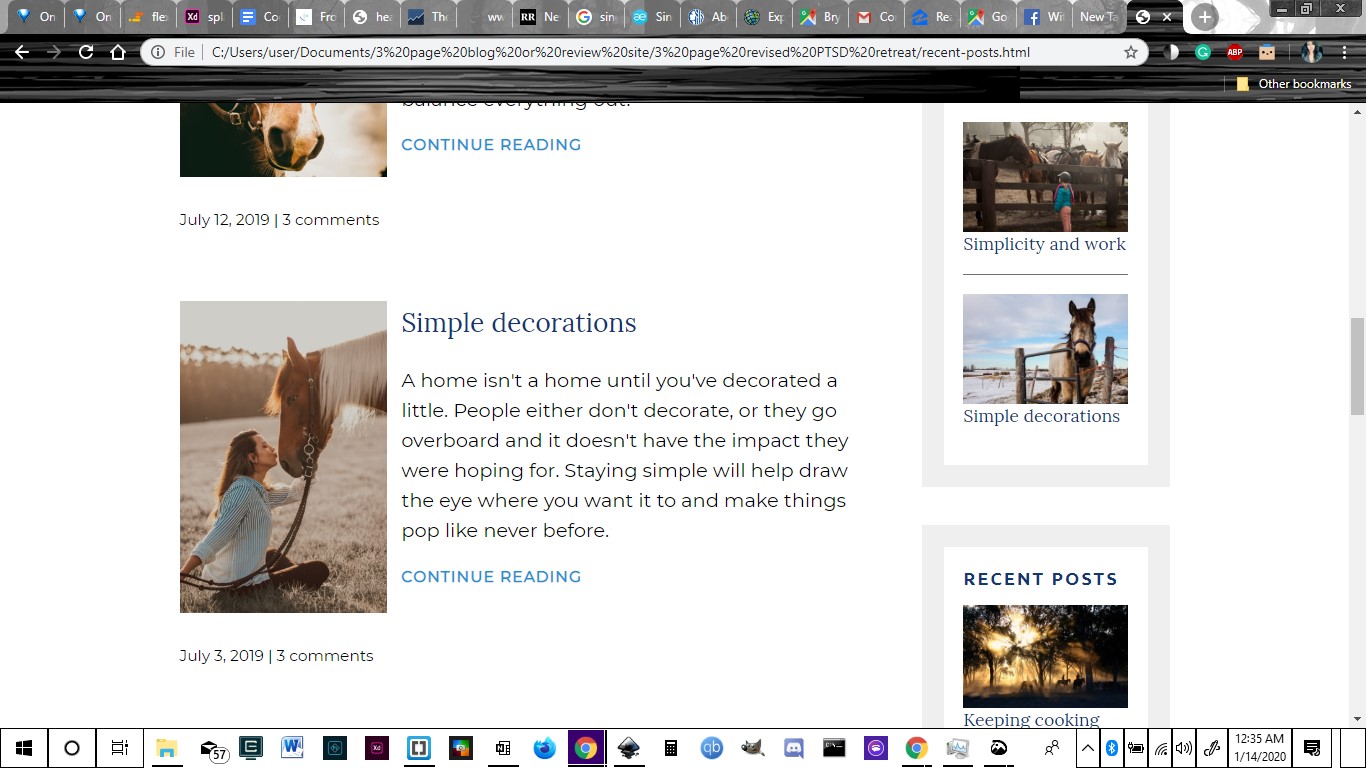 On
On
fle
spl
Co
Fro
hea
The
ww
Ne
sin
Sin
Ab
Exp
Bry
Co
Re
Go
Wi
New Ta
File
C:/Users/user/Documents/3%20page%20blog%20or%20review%20site/3%20page%20revised%20PTSD%20retreat/recent-posts.html
ABP
Other bookmarks
balance everything out!
CONTINUE READING
July 12, 2019 | 3 comments
Simple decorations
A home isn't a home until you've decorated a
little. People either don't decorate, or they go
overboard and it doesn't have the impact they
were hoping for. Staying simple will help draw
the eye where you want it to and make things
pop like never before.
CONTINUE READING
July 3, 2019 | 3 comments
Simplicity and work
Simple decorations
RECENT POSTS
Keeping cooking
57
12:35 AM
1/14/2020